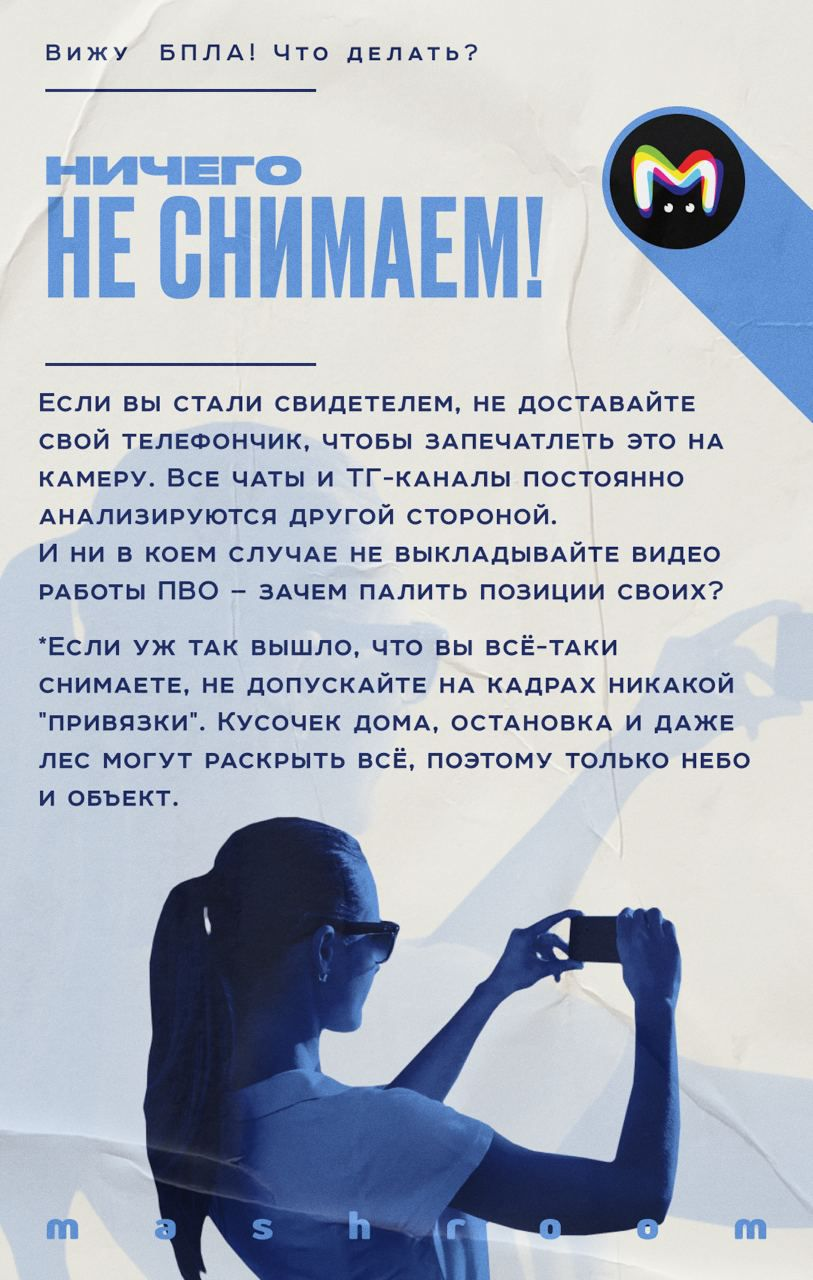 Вижу БПЛА! Что делать?
НИЧЕГО
НЕ СНИМАЕМ!
Если вы стали свидетелем, не доставайте
свой телефончик, чтобы запечатлеть это на
камеру. Все чаты и ТГ-каналы постоянно
анализируются другой стороной.
И ни в коем случае не выкладывайте видео
работы ПВО – зачем палить позиции своих?
*Если уж так вышло, что вы всё-таки
снимаете, не допускайте на кадрах никакой
"привязки". Кусочек дома, остановка и даже
лес могут раскрыть всё, поэтому только небо
и объект.
mashroom